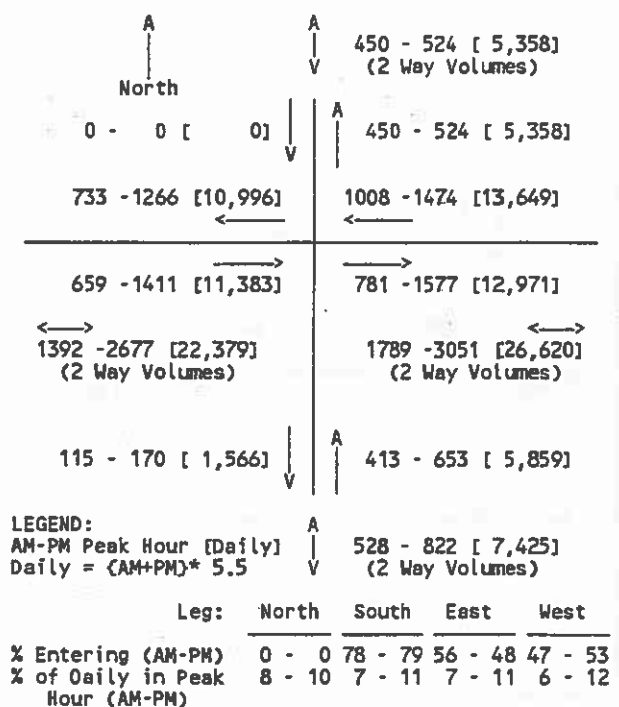 A A
450 - 524 [ 5,358]
V (2 Way Volumes)
North
A
0 - 0 [ 0] 450 - 524 [ 5,358]
V
733 -1266 [10,996] 1008 -1474 [13,649]
<—— <——
——> ——>
659 -1411 [11,383] 781 -1577 [12,971]
<——> <——>
1392 -2677 [22,379] 1789 -3051 [26,620]
(2 Way Volumes) (2 Way Volumes)
A
115 - 170 [ 1,566] 413 - 653 [ 5,859]
V
LEGEND: A
AM-PM Peak Hour [Daily] 528 - 822 [ 7,425]
Daily = {AM+PM}* 5.5 V (2 Way Volumes)
Leg: North South East West
% Entering (AM-PM) 0 - 0 78 - 79 56 - 48 47 - 53
% of Daily in Peak 8 - 10 7 - 11 7 - 11 6 - 12
Hour (AM-PM)